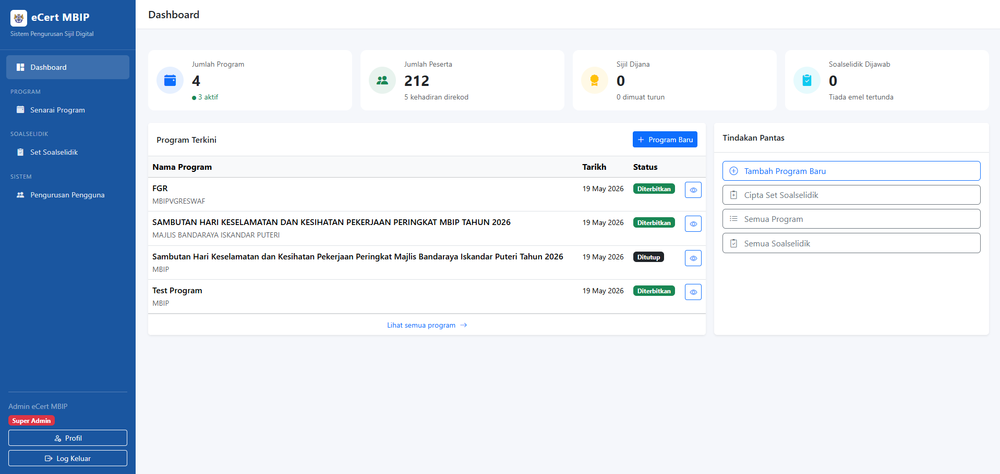 eCert MBIP
Sistem Pengurusan Sijil Digital
Dashboard
PROGRAM
Senarai Program
SOALSELIDIK
Set Soalselidik
SISTEM
Pengurusan Pengguna
Admin eCert MBIP
Super Admin
Profil
Log Keluar
Dashboard
Jumlah Program
4
3 aktif
Jumlah Peserta
212
5 kehadiran direkod
Sijil Dijana
0
0 dimuat turun
Soalselidik Dijawab
0
Tiada emel tertunda
Program Terkini
+ Program Baru
Nama Program Tarikh Status
FGR 19 May 2026 Diterbitkan
MBIPVGRESWAF
SAMBUTAN HARI KESELAMATAN DAN KESIHATAN PEKERJAAN PERINGKAT MBIP TAHUN 2026 19 May 2026 Diterbitkan
MAJLIS BANDARAYA ISKANDAR PUTERI
Sambutan Hari Keselamatan dan Kesihatan Pekerjaan Peringkat Majlis Bandaraya Iskandar Puteri Tahun 2026 19 May 2026 Ditutup
MBIP
Test Program 19 May 2026 Diterbitkan
MBIP
Lihat semua program →
Tindakan Pantas
Tambah Program Baru
Cipta Set Soalselidik
Semua Program
Semua Soalselidik